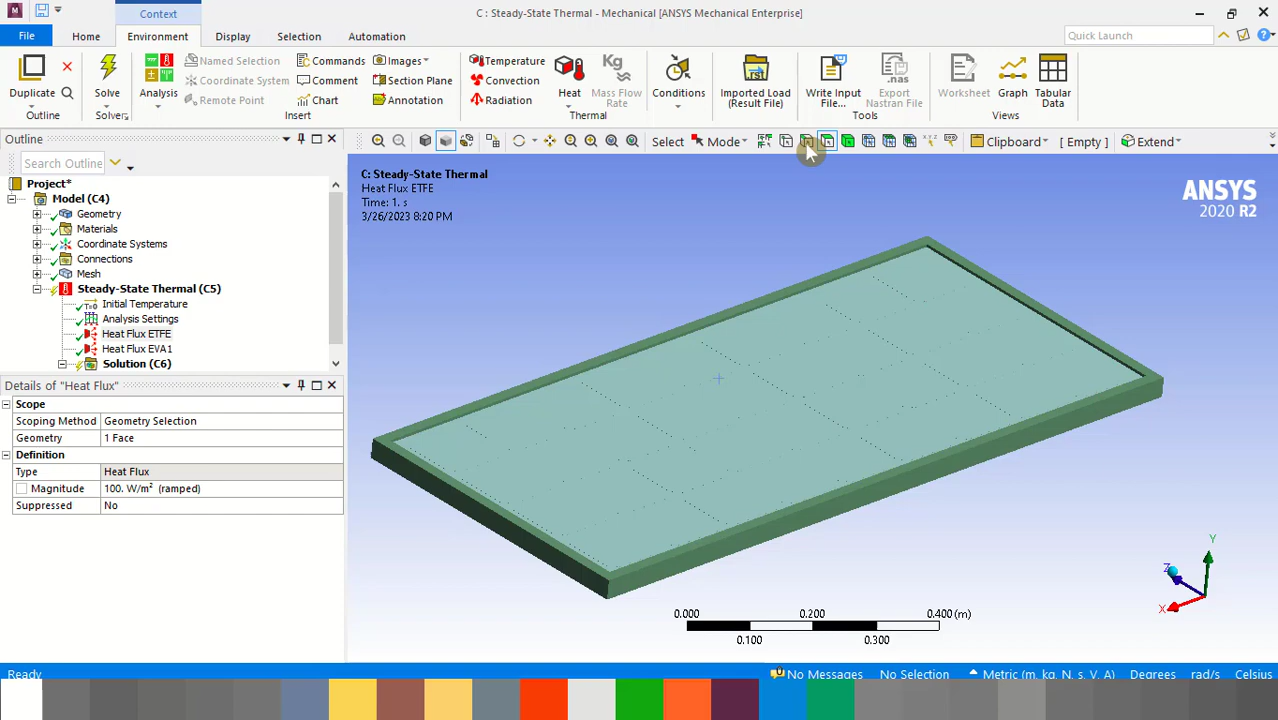 C : Steady-State Thermal - Mechanical [ANSYS Mechanical Enterprise]
Context
File
Home
Environment
Display
Selection
Automation
Quick Launch
Duplicate
Outline
Solve
Solvers
Analysis
Named Selection
Coordinate System
Remote Point
Commands
Comment
Chart
Images
Section Plane
Annotation
Insert
Temperature
Convection
Radiation
Heat
Mass Flow
Rate
Thermal
Conditions
Imported Load
(Result File)
Write Input
File...
Export
Nastran File
Tools
Worksheet
Graph
Tabular
Data
Views
Outline
Select
Mode
Clipboard
[ Empty ]
Extend
Search Outline
Project*
Model (C4)
Geometry
Materials
Coordinate Systems
Connections
Mesh
Steady-State Thermal (C5)
Initial Temperature
Analysis Settings
Heat Flux ETFE
Heat Flux EVA1
Solution (C6)
Details of "Heat Flux"
Scope
Scoping Method Geometry Selection
Geometry 1 Face
Definition
Type Heat Flux
Magnitude 100. W/m² (ramped)
Suppressed No
C: Steady-State Thermal
Heat Flux ETFE
Time: 1. s
3/26/2023 8:20 PM
ANSYS
2020 R2
Y
Z
X
0.000 0.200 0.400 (m)
0.100 0.300
Ready
No Messages
No Selection
Metric (m, kg, N, s, V, A)
Degrees
rad/s
Celsius